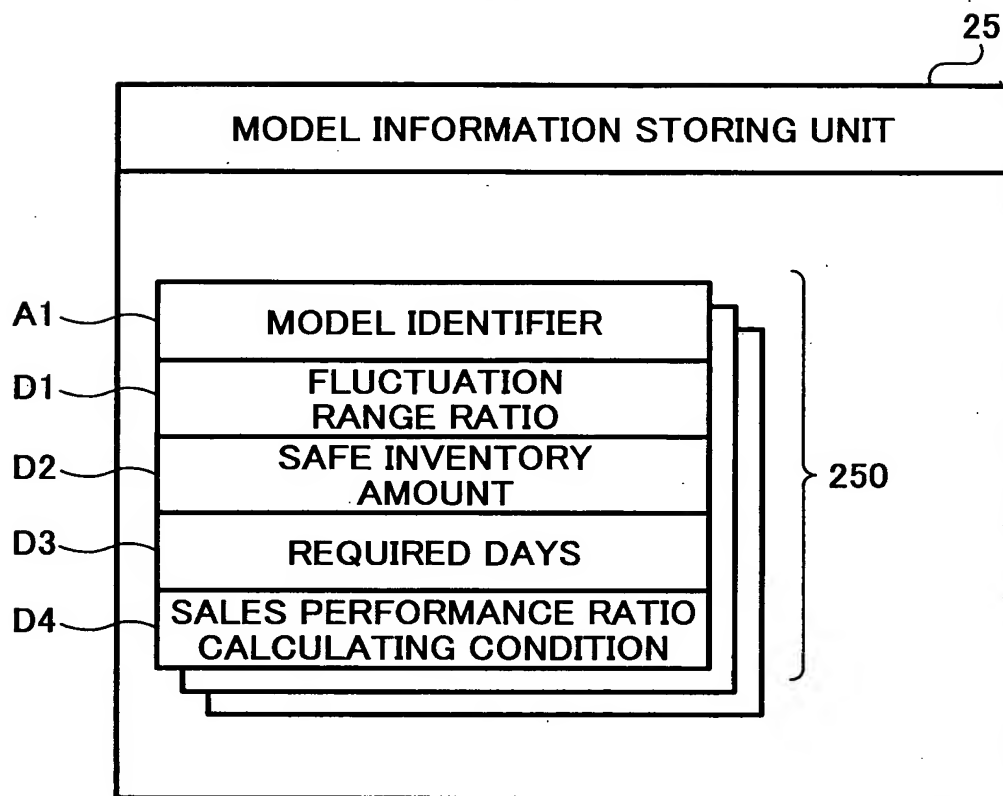 25
MODEL INFORMATION STORING UNIT
A1
MODEL IDENTIFIER
D1
FLUCTUATION
RANGE RATIO
D2
SAFE INVENTORY
AMOUNT
250
D3
REQUIRED DAYS
D4
SALES PERFORMANCE RATIO
CALCULATING CONDITION